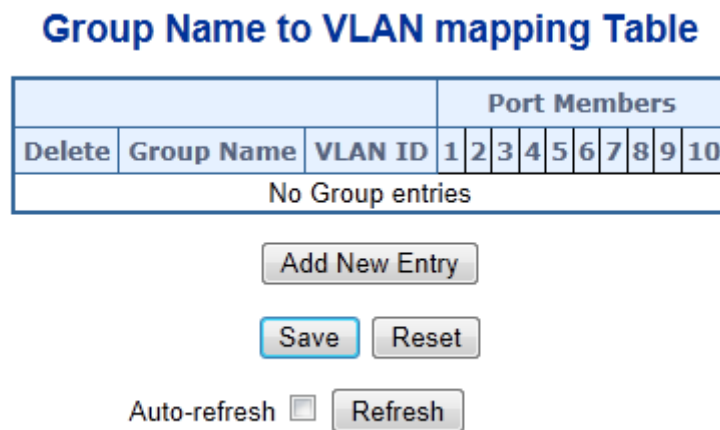 Group Name to VLAN mapping Table
Port Members
Delete Group Name VLAN ID 1 2 3 4 5 6 7 8 9 10
No Group entries
Add New Entry
Save Reset
Auto-refresh Refresh